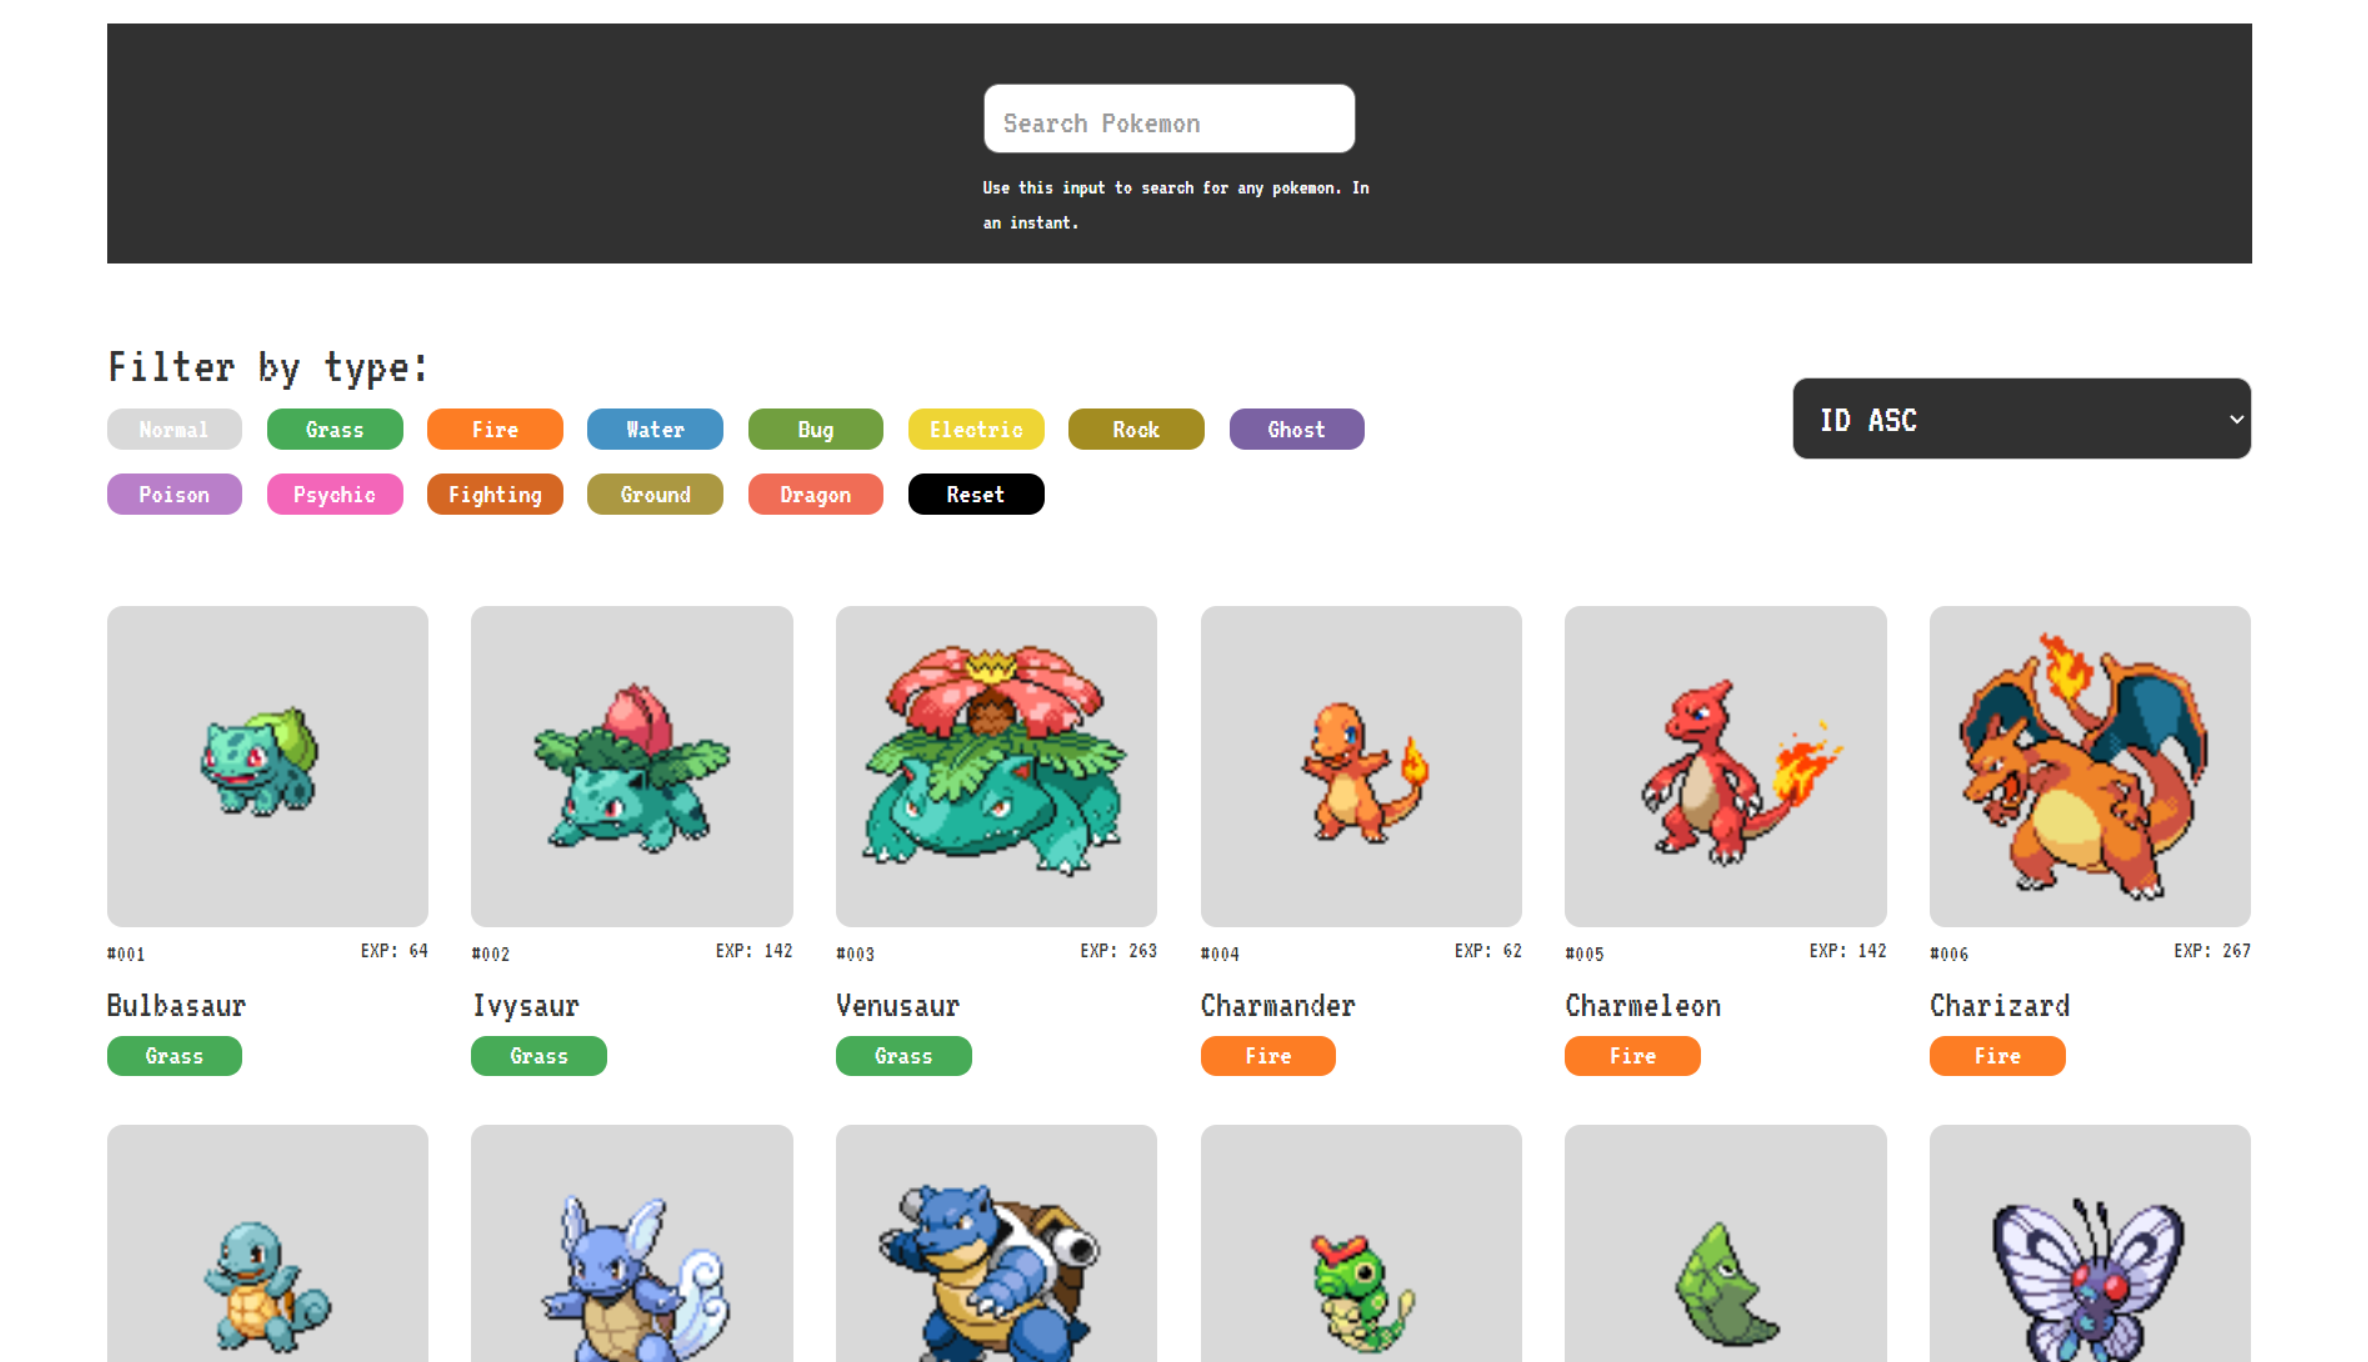 Search Pokemon
Use this input to search for any pokemon. In
an instant.
Filter by type:
Normal Grass Fire Water Bug Electric Rock Ghost
ID ASC
Poison Psychic Fighting Ground Dragon Reset
#001 EXP: 64 #002 EXP: 142 #003 EXP: 263 #004 EXP: 62 #005 EXP: 142 #006 EXP: 267
Bulbasaur Ivysaur Venusaur Charmander Charmeleon Charizard
Grass Grass Grass Fire Fire Fire